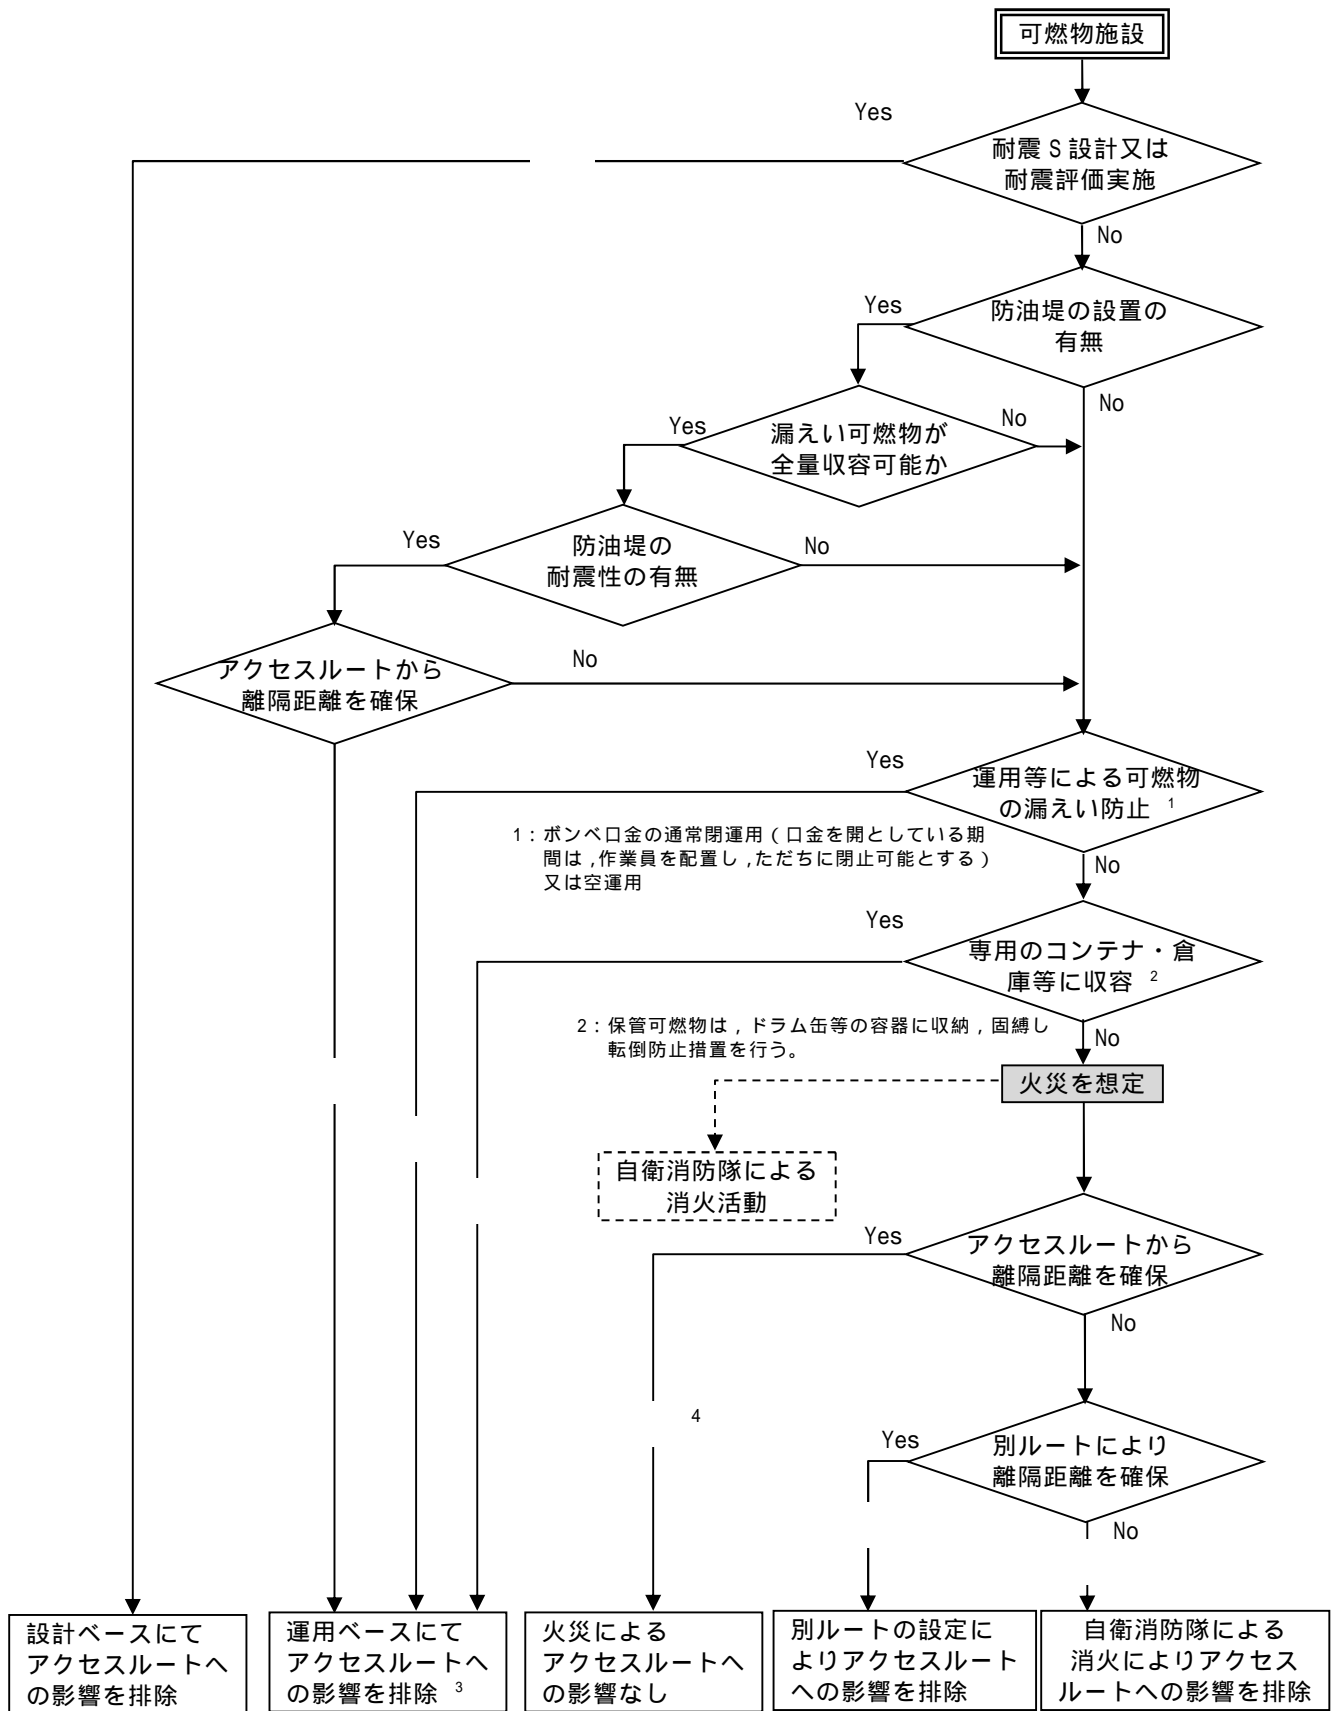 可燃物施設
Yes
耐震S設計又は
耐震評価実施
No
Yes
防油堤の設置の
有無
No
Yes
漏えい可燃物が
全量収容可能か
No
Yes
防油堤の
耐震性の有無
No
アクセスルートから
離隔距離を確保
No
Yes
運用等による可燃物
の漏えい防止 1
1:ボンベ口金の通常閉運用(口金を開としている期
間は,作業員を配置し,ただちに閉止可能とする)
又は空運用
No
Yes
専用のコンテナ・倉
庫等に収容 2
2:保管可燃物は,ドラム缶等の容器に収納,固縛し
転倒防止措置を行う。
No
火災を想定
自衛消防隊による
消火活動
Yes
アクセスルートから
離隔距離を確保
No
4
Yes
別ルートにより
離隔距離を確保
No
設計ベースにて
アクセスルートへ
の影響を排除
運用ベースにて
アクセスルートへ
の影響を排除 3
火災による
アクセスルートへ
の影響なし
別ルートの設定に
よりアクセスルート
への影響を排除
自衛消防隊による
消火によりアクセス
ルートへの影響を排除